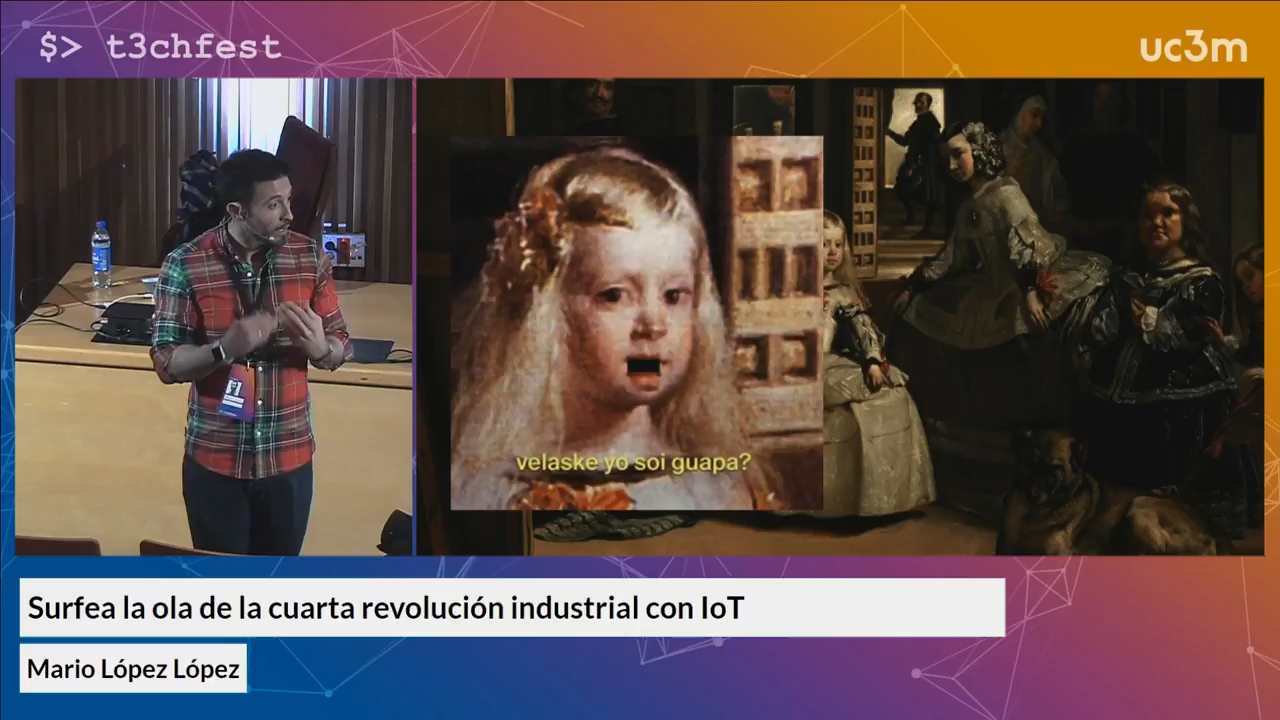 $> t3chfest
uc3m
velaske yo soi guapa?
Surfea la ola de la cuarta revolución industrial con IoT
Mario López López